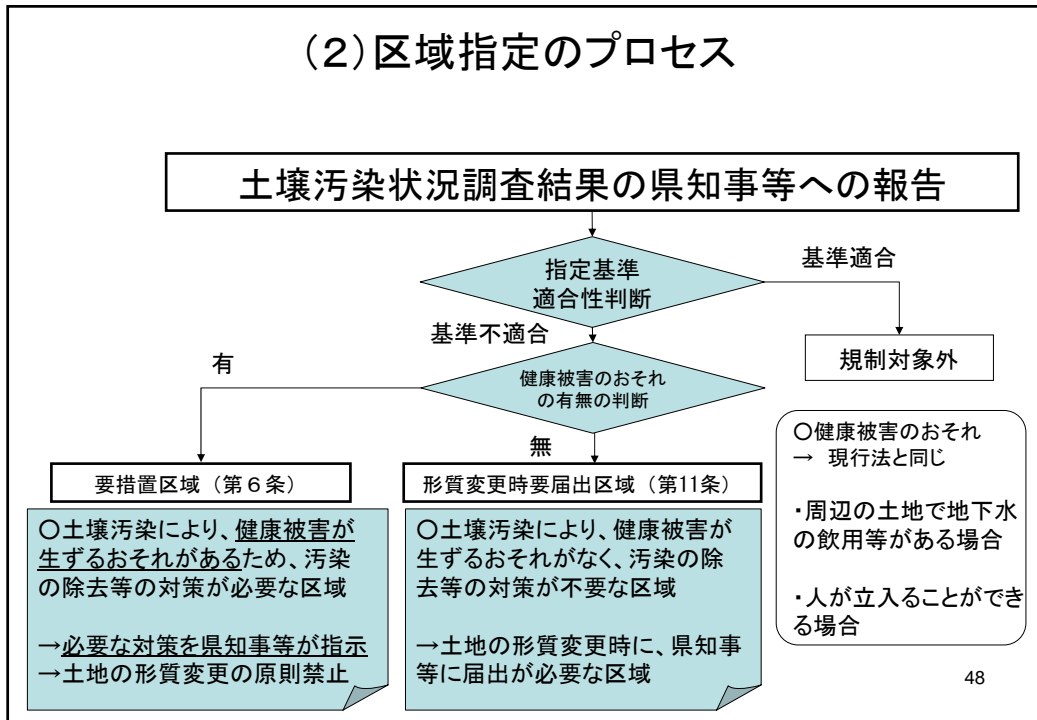 （２）区域指定のプロセス
土壌汚染状況調査結果の県知事等への報告
指定基準
適合性判断
基準適合
基準不適合
規制対象外
有
健康被害のおそれ
の有無の判断
無
要措置区域（第６条）
○土壌汚染により、健康被害が
生ずるおそれがあるため、汚染
の除去等の対策が必要な区域
→必要な対策を県知事等が指示
→土地の形質変更の原則禁止
形質変更時要届出区域（第11条）
○土壌汚染により、健康被害が
生ずるおそれがなく、汚染の除
去等の対策が不要な区域
→土地の形質変更時に、県知事
等に届出が必要な区域
○健康被害のおそれ
→ 現行法と同じ
・周辺の土地で地下水
の飲用等がある場合
・人が立入ることができ
る場合
48